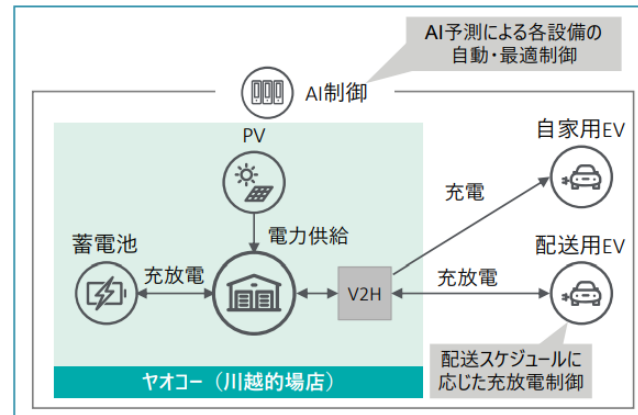 AI予測による各設備の
自動・最適制御
AI制御
PV
自家用EV
充電
蓄電池
電力供給
配送用EV
充放電
V2H
充放電
配送スケジュールに
応じた充放電制御
ヤオコー（川越的場店）